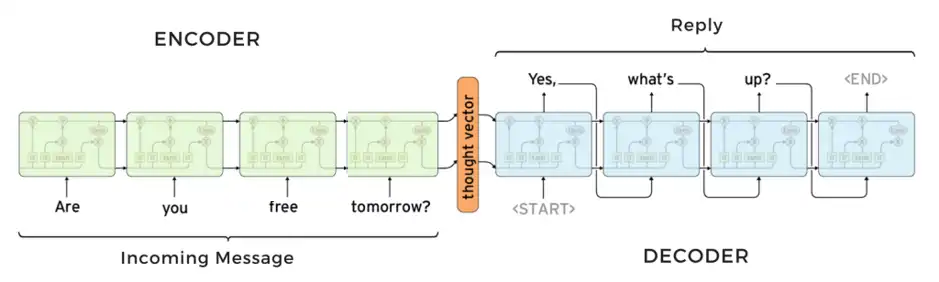 ENCODER
Reply
Yes, what's up? <END>
thought vector
Are you free tomorrow? <START>
Incoming Message
DECODER